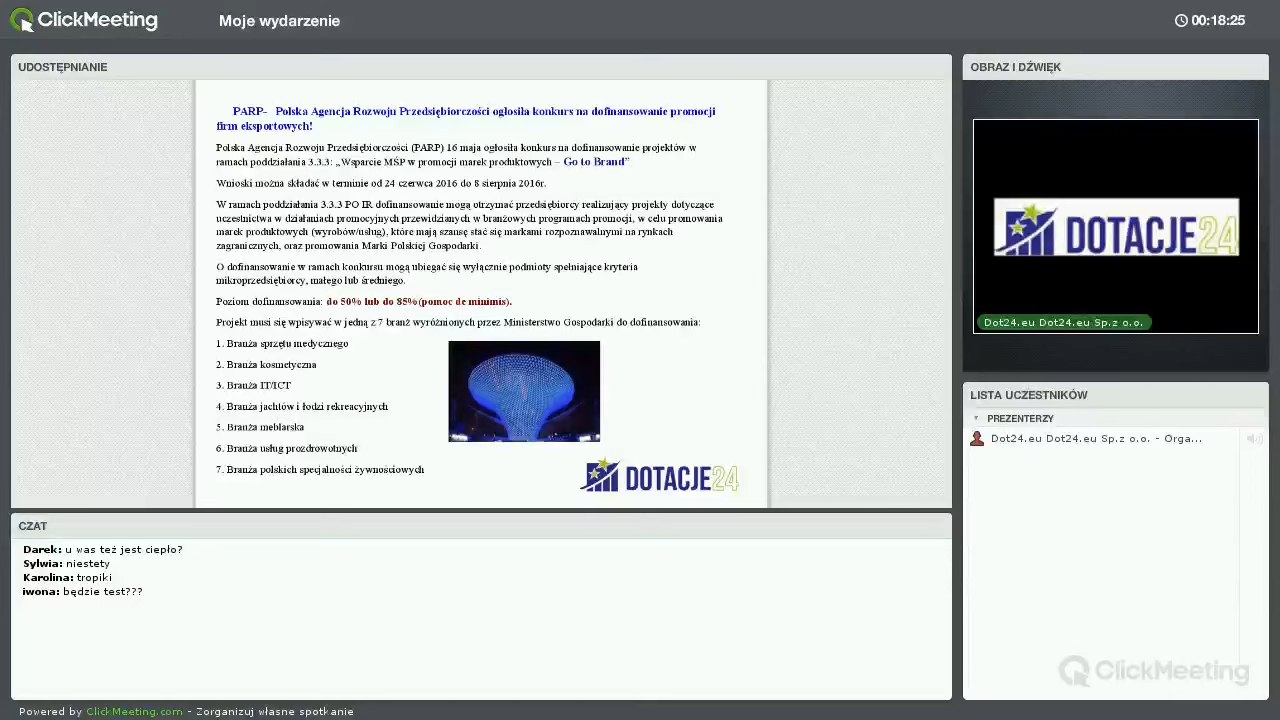 ClickMeeting
Moje wydarzenie
00:18:25
UDOSTĘPNIANIE
PARP- Polska Agencja Rozwoju Przedsiębiorczości ogłosiła konkurs na dofinansowanie promocji
firm eksportowych!
Polska Agencja Rozwoju Przedsiębiorczości (PARP) 16 maja ogłosiła konkurs na dofinansowanie projektów w
ramach poddziałania 3.3.3: „Wsparcie MŚP w promocji marek produktowych – Go to Brand”
Wnioski można składać w terminie od 24 czerwca 2016 do 8 sierpnia 2016r.
W ramach poddziałania 3.3.3 PO IR dofinansowanie mogą otrzymać przedsiębiorcy realizujący projekty dotyczące
uczestnictwa w działaniach promocyjnych przewidzianych w branżowych programach promocji, w celu promowania
marek produktowych (wyrobów/usług), które mają szansę stać się markami rozpoznawalnymi na rynkach
zagranicznych, oraz promowania Marki Polskiej Gospodarki.
O dofinansowanie w ramach konkursu mogą ubiegać się wyłącznie podmioty spełniające kryteria
mikroprzedsiębiorcy, małego lub średniego.
Poziom dofinansowania: do 50% lub do 85%(pomoc de minimis).
Projekt musi się wpisywać w jedną z 7 branż wyróżnionych przez Ministerstwo Gospodarki do dofinansowania:
1. Branża sprzętu medycznego
2. Branża kosmetyczna
3. Branża IT/ICT
4. Branża jachtów i łodzi rekreacyjnych
5. Branża meblarska
6. Branża usług prozdrowotnych
7. Branża polskich specjalności żywnościowych
DOTACJE24
OBRAZ I DŹWIĘK
DOTACJE24
Dot24.eu Dot24.eu Sp.z o.o.
LISTA UCZESTNIKÓW
PREZENTERZY
Dot24.eu Dot24.eu Sp.z o.o. - Orga...
CZAT
Darek: u was też jest ciepło?
Sylwia: niestety
Karolina: tropiki
iwona: będzie test???
ClickMeeting
Powered by ClickMeeting.com - Zorganizuj własne spotkanie